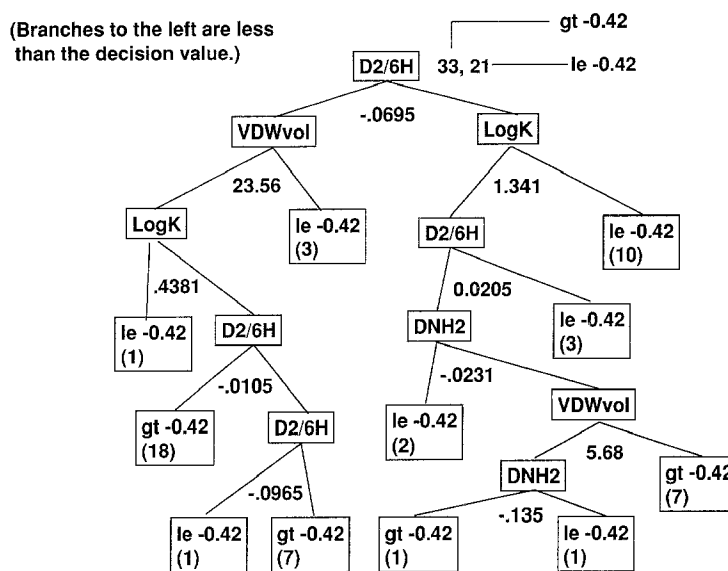 (Branches to the left are less
than the decision value.)
gt -0.42
D2/6H 33, 21 le -0.42
-.0695
VDWvol LogK
23.56 1.341
LogK le -0.42 (3) D2/6H le -0.42 (10)
.4381 0.0205
le -0.42 (1) D2/6H DNH2 le -0.42 (3)
-.0105 -.0231
gt -0.42 (18) D2/6H le -0.42 (2) VDWvol
-.0965 5.68
DNH2 gt -0.42 (7)
-.135
le -0.42 (1) gt -0.42 (7) gt -0.42 (1) le -0.42 (1)